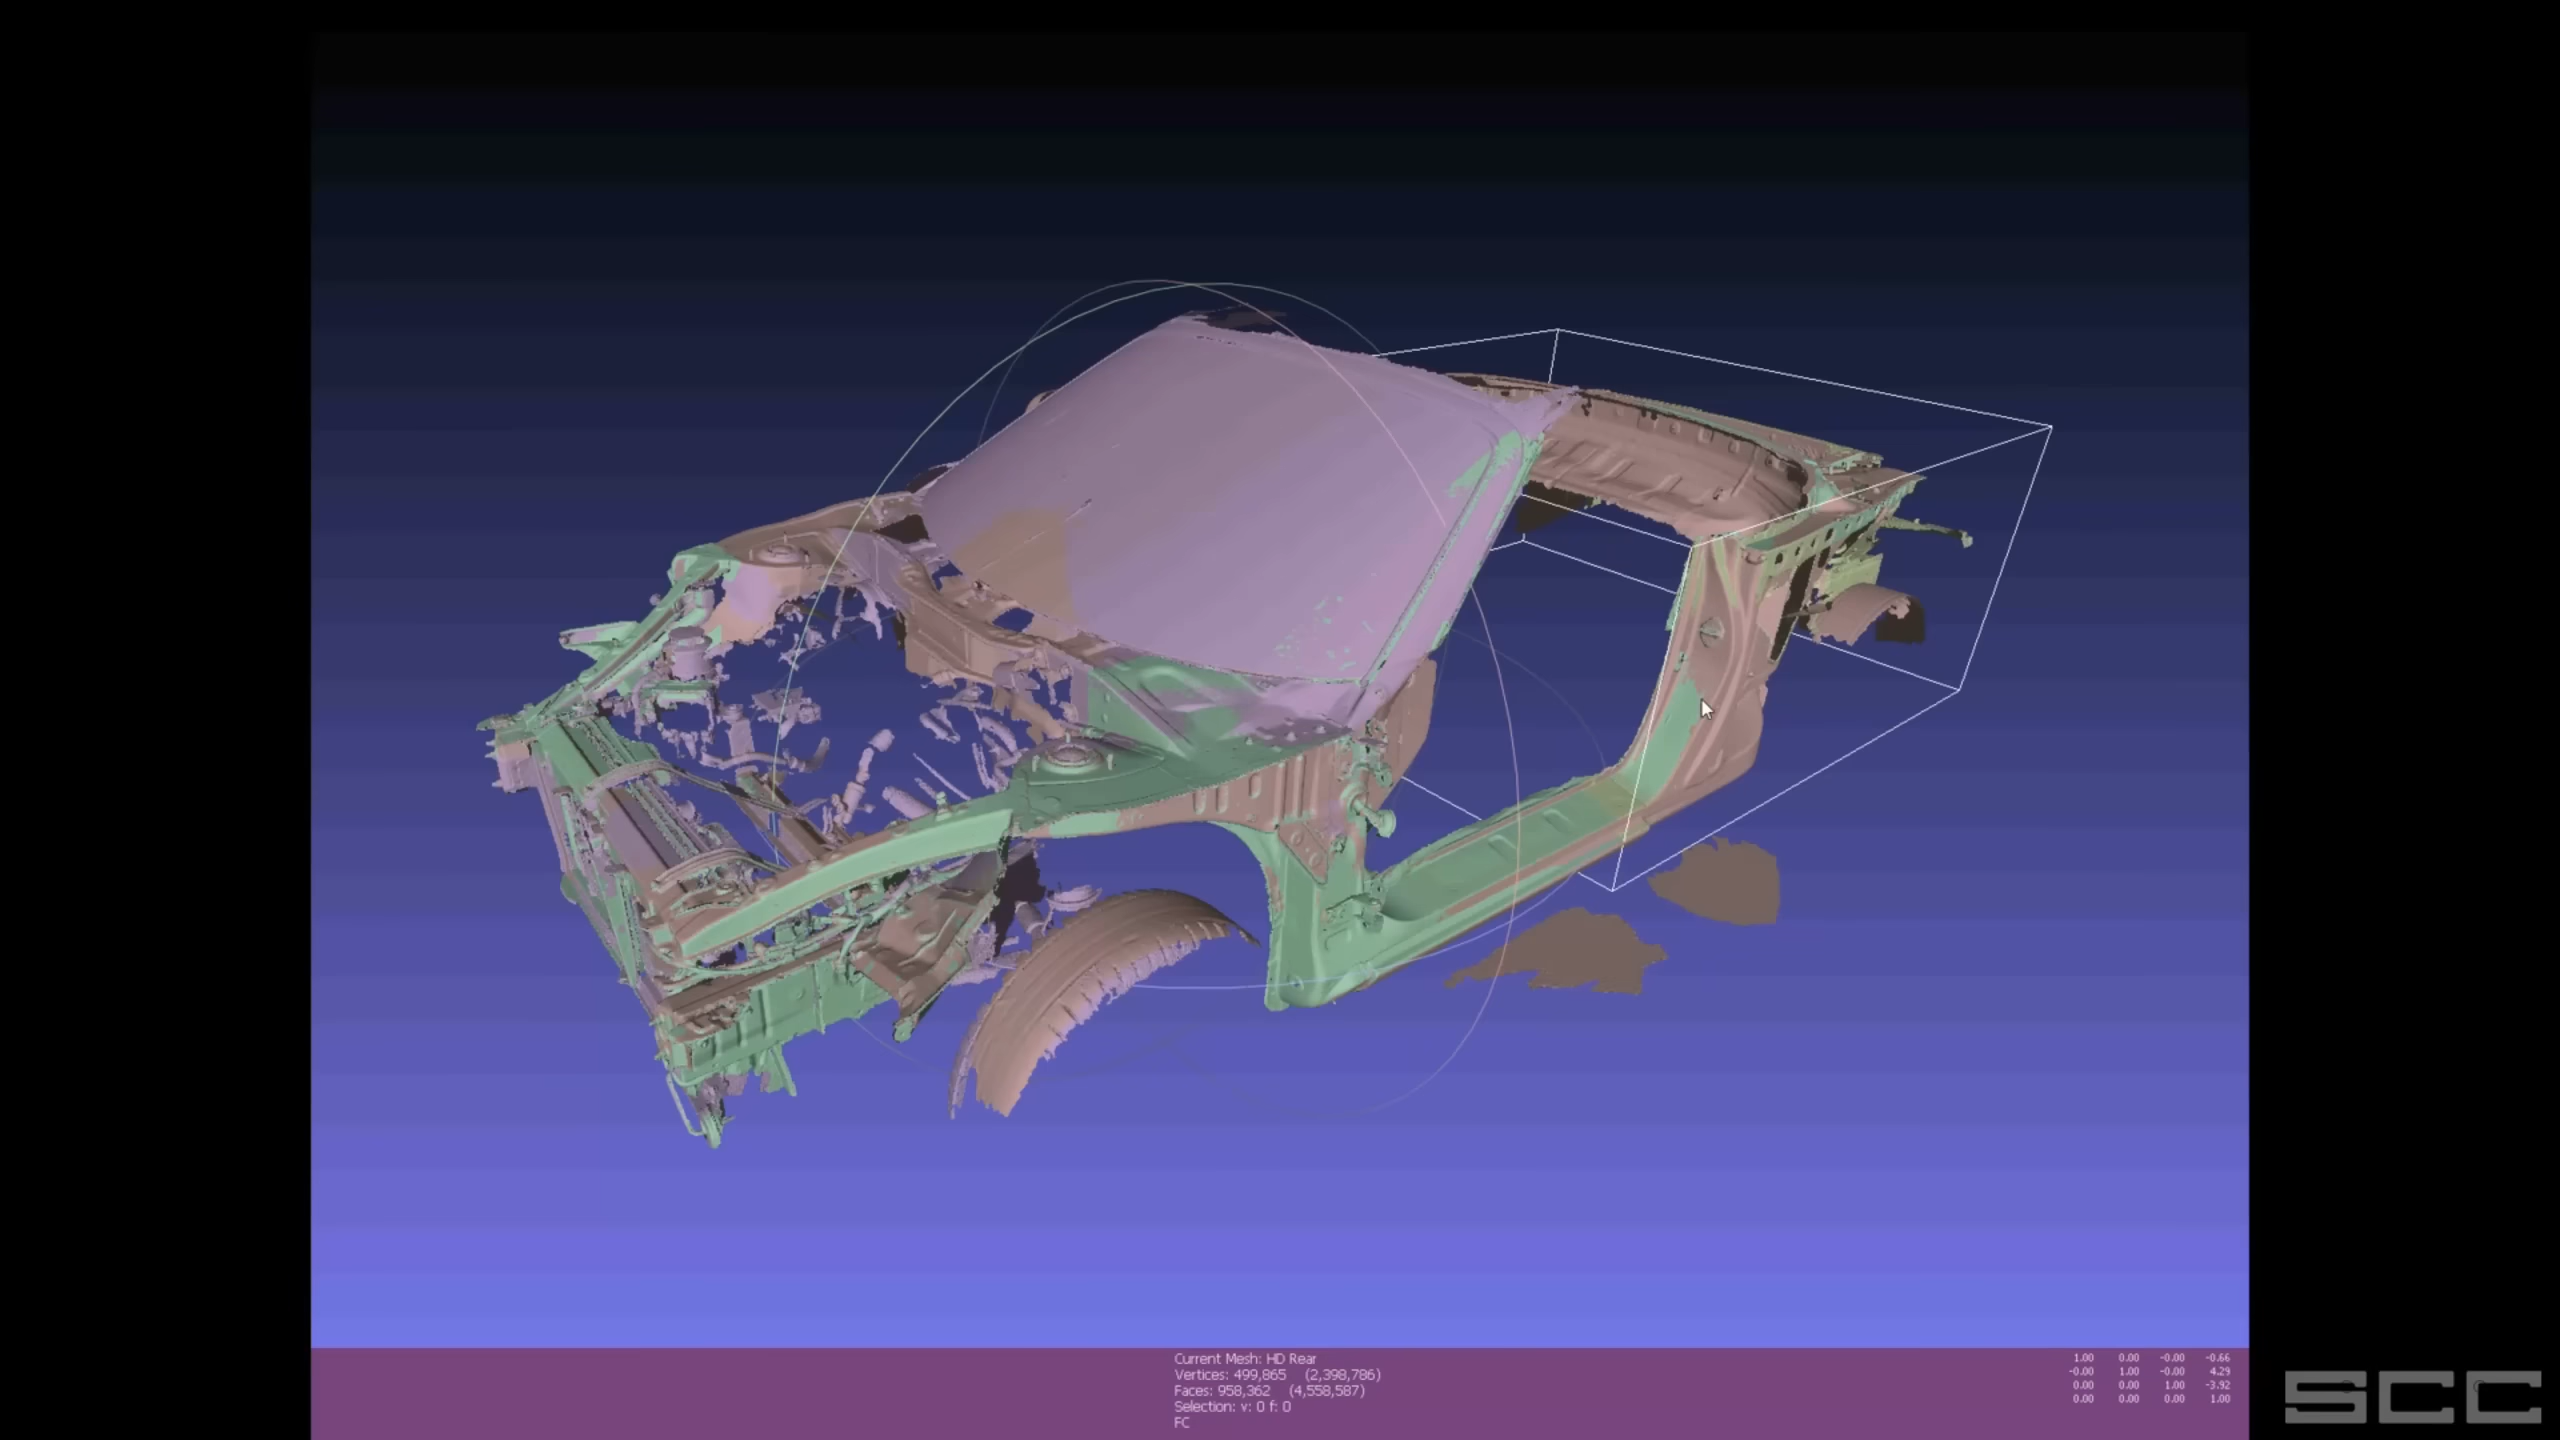 Current Mesh: HD Rear
Vertices: 499,865 (2,398,786)
Faces: 958,362 (4,558,587)
Selection: v: 0 f: 0
FC
1.00 0.00 -0.00 -0.66
-0.00 1.00 -0.00 4.29
0.00 0.00 1.00 -3.92
0.00 0.00 0.00 1.00
SCC